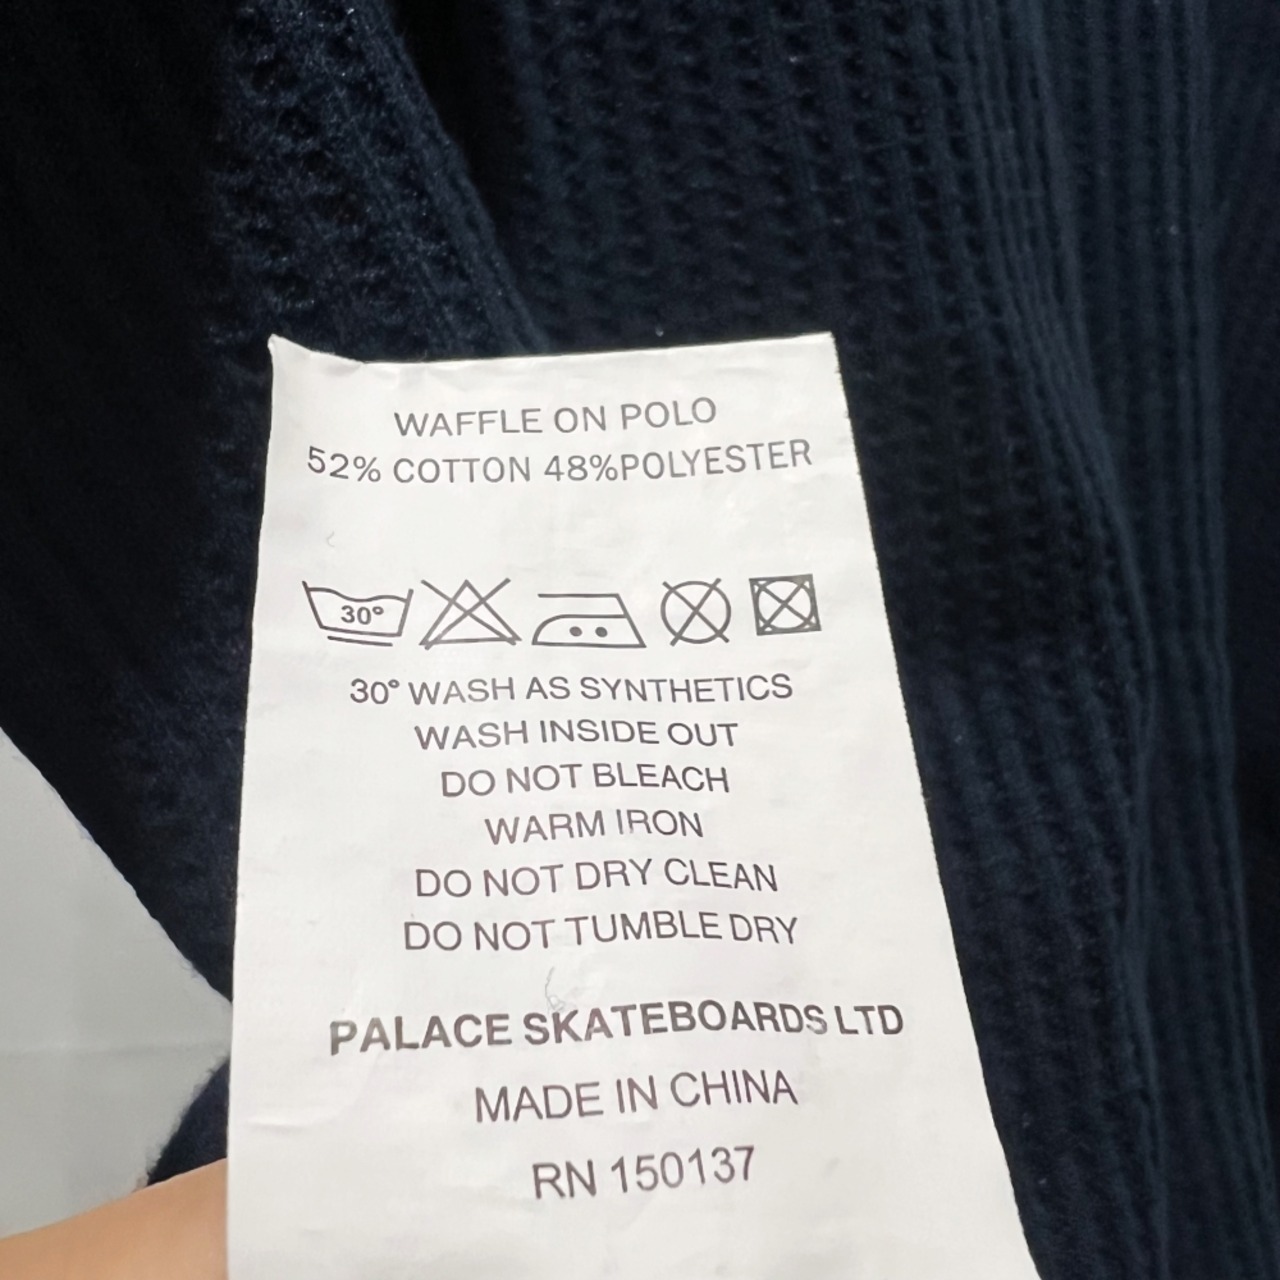 WAFFLE ON POLO
52% COTTON 48%POLYESTER
30°
30° WASH AS SYNTHETICS
WASH INSIDE OUT
DO NOT BLEACH
WARM IRON
DO NOT DRY CLEAN
DO NOT TUMBLE DRY
PALACE SKATEBOARDS LTD
MADE IN CHINA
RN 150137